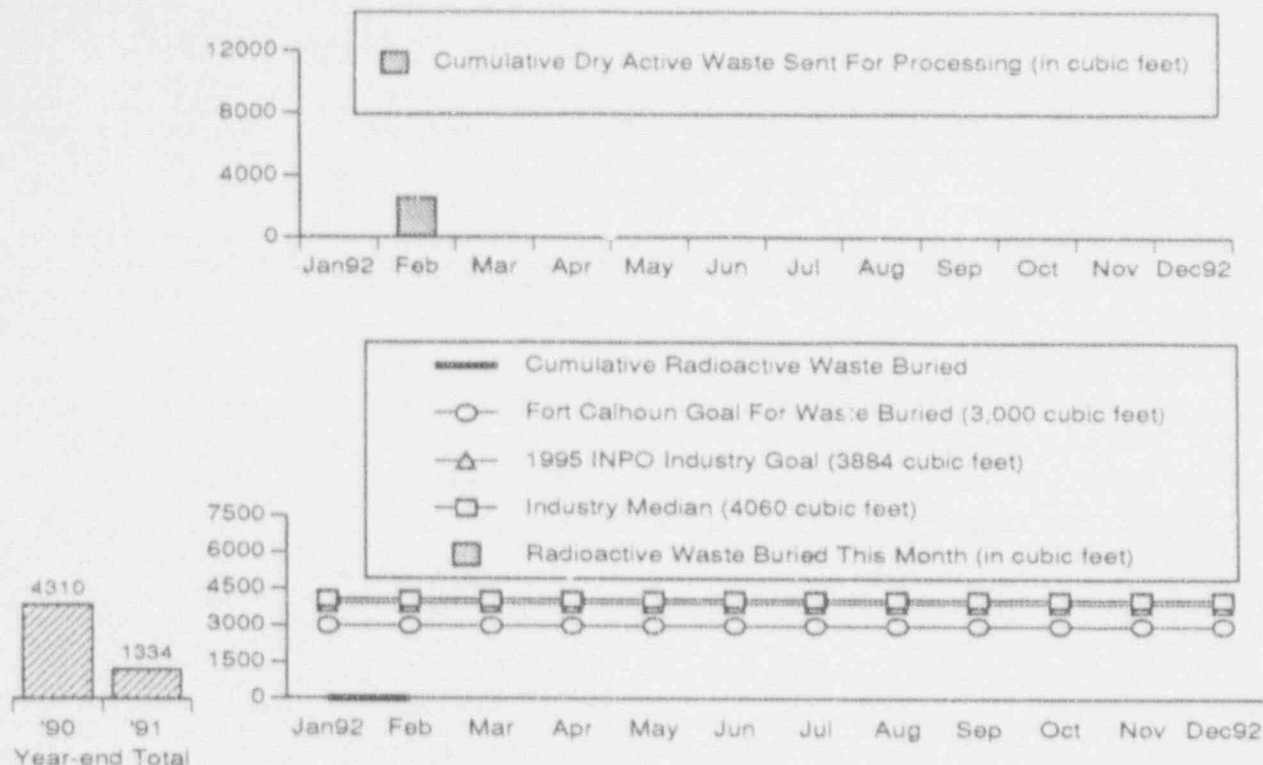 Cumulative Dry Active Waste Sent For Processing (in cubic feet)
12000
8000
4000
0
Jan92 Feb Mar Apr May Jun Jul Aug Sep Oct Nov Dec92
Cumulative Radioactive Waste Buried
Fort Calhoun Goal For Waste Buried (3,000 cubic feet)
1995 INPO Industry Goal (3884 cubic feet)
Industry Median (4060 cubic feet)
Radioactive Waste Buried This Month (in cubic feet)
7500
6000
4500
3000
1500
0
Jan92 Feb Mar Apr May Jun Jul Aug Sep Oct Nov Dec92
4310
1334
'90 '91
Year-end Total